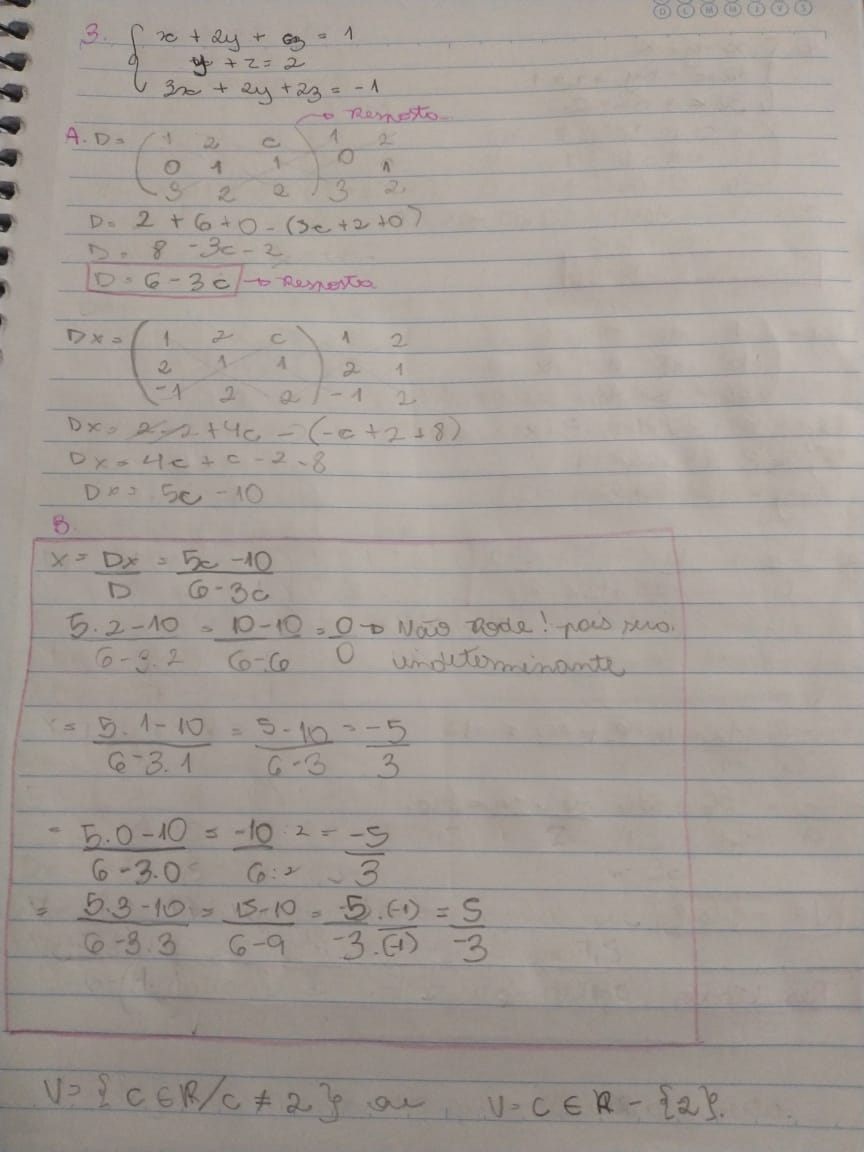 D L M M J V S
3. { x + 2y + cz = 1
y + z = 2
3x + 2y + 2z = -1
→ Resposta
A. D = ( 1 2 c ) 1 2
0 1 1 0 1
3 2 2 3 2
D = 2 + 6 + 0 - (3c + 2 + 0)
D = 8 - 3c - 2
D = 6 - 3c → Resposta
Dx = ( 1 2 c ) 1 2
2 1 1 2 1
-1 2 2 -1 2
Dx = 2 - 2 + 4c - (-c + 2 + 8)
Dx = 4c + c - 2 - 8
Dx = 5c - 10
B.
x = Dx = 5c - 10
D 6 - 3c
5.2 - 10 = 10 - 10 = 0 → Não pode! pois será
6 - 3.2 6 - 6 0 indeterminante
= 5.1 - 10 = 5 - 10 = -5
6 - 3.1 6 - 3 3
= 5.0 - 10 = -10 : 2 = -5
6 - 3.0 6 : 2 3
= 5.3 - 10 = 15 - 10 = 5 .(-1) = 5
6 - 3.3 6 - 9 -3 .(-1) -3
V = { c ∈ R / c ≠ 2 } ou V = c ∈ R - {2}.